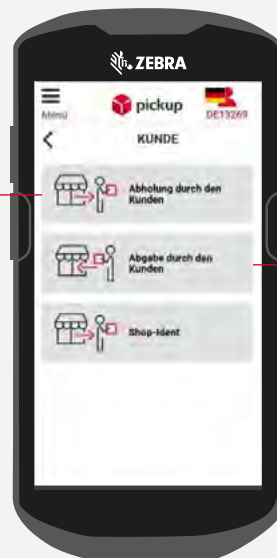 ZEBRA
Menü
pickup
DE13269
KUNDE
Abholung durch den
Kunden
Abgabe durch den
Kunden
Shop-Ident